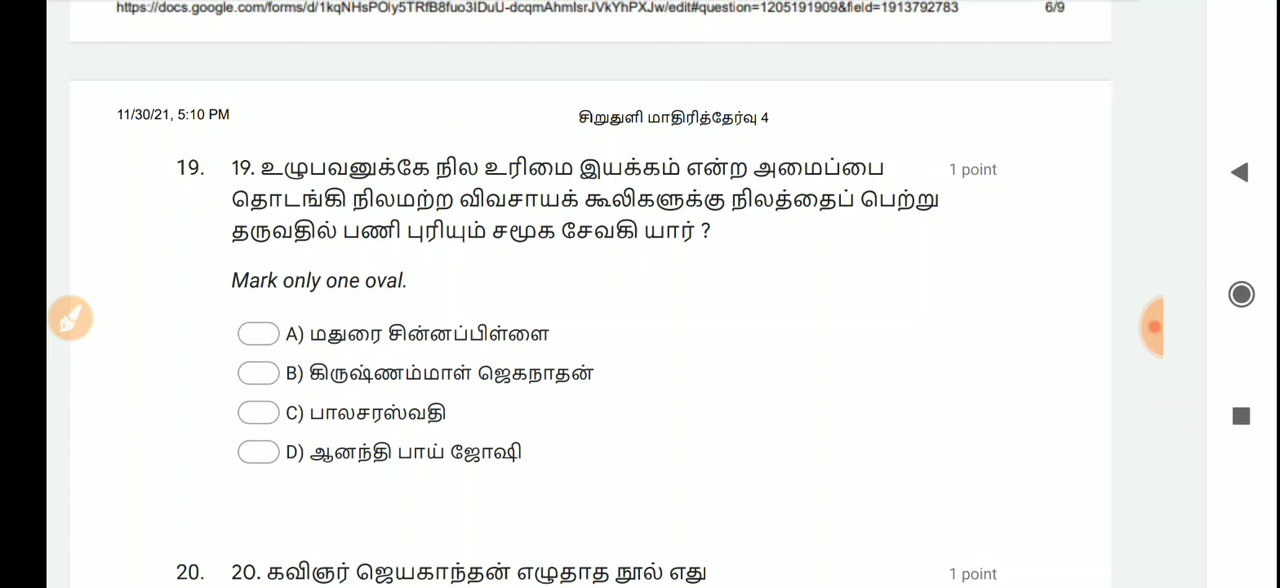 https://docs.google.com/forms/d/1kqNHsPOIy5TRfB8fuo3IDuU-dcqmAhmIsrJVkYhPXJw/edit#question=1205191909&field=1913792783 6/9
11/30/21, 5:10 PM சிறுதுளி மாதிரித்தேர்வு 4
19. 19. உழுபவனுக்கே நில உரிமை இயக்கம் என்ற அமைப்பை 1 point
தொடங்கி நிலமற்ற விவசாயக் கூலிகளுக்கு நிலத்தைப் பெற்று
தருவதில் பணி புரியும் சமூக சேவகி யார் ?
Mark only one oval.
A) மதுரை சின்னப்பிள்ளை
B) கிருஷ்ணம்மாள் ஜெகநாதன்
C) பாலசரஸ்வதி
D) ஆனந்தி பாய் ஜோஷி
20. 20. கவிஞர் ஜெயகாந்தன் எழுதாத நூல் எது 1 point